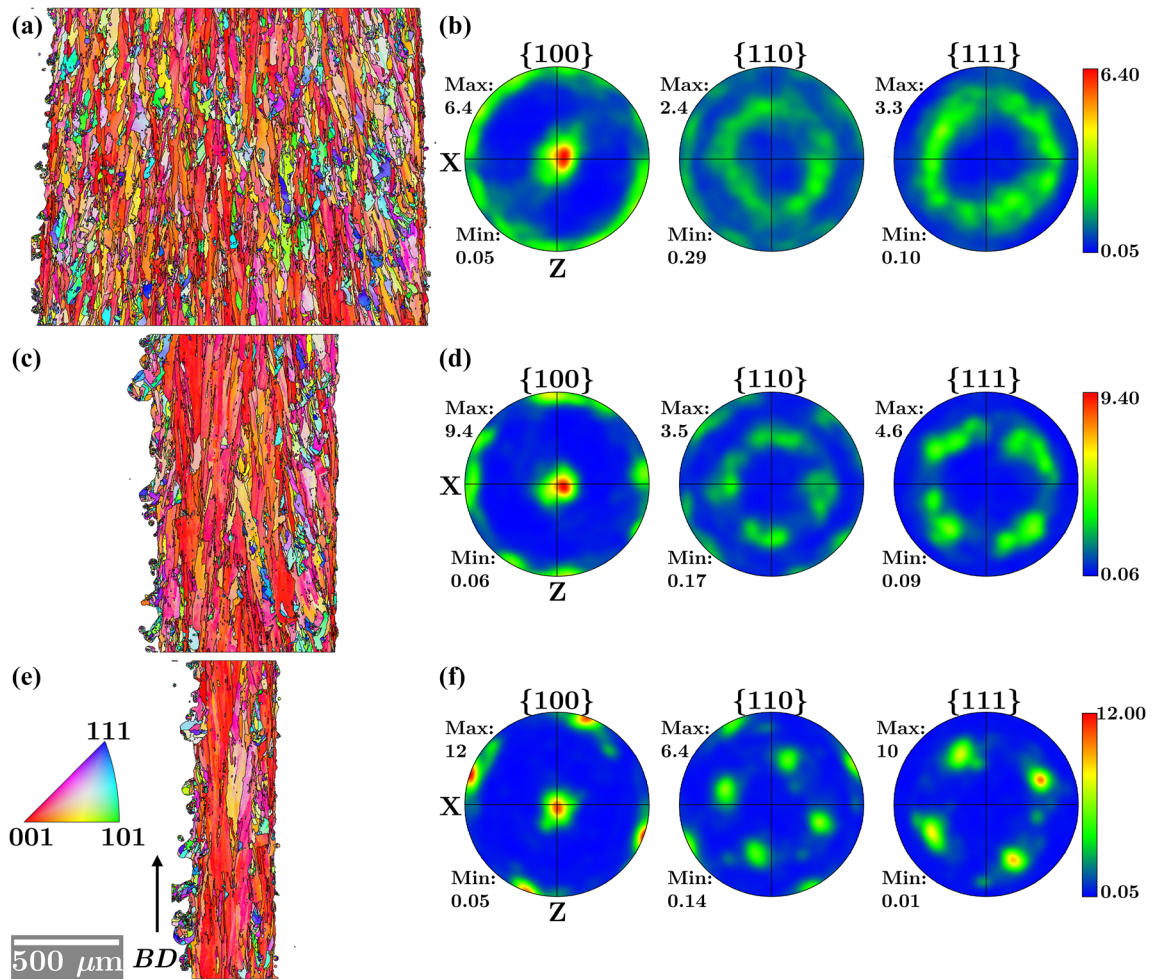 (a)
(b)
{100} {110} {111}
Max: 6.4
Max: 2.4
Max: 3.3
6.40
X
Min: 0.05
Min: 0.29
Min: 0.10
0.05
Z
(c)
(d)
{100} {110} {111}
Max: 9.4
Max: 3.5
Max: 4.6
9.40
X
Min: 0.06
Min: 0.17
Min: 0.09
0.06
Z
(e)
(f)
{100} {110} {111}
Max: 12
Max: 6.4
Max: 10
12.00
111
001 101
X
Min: 0.05
Min: 0.14
Min: 0.01
0.05
Z
500 μm
BD